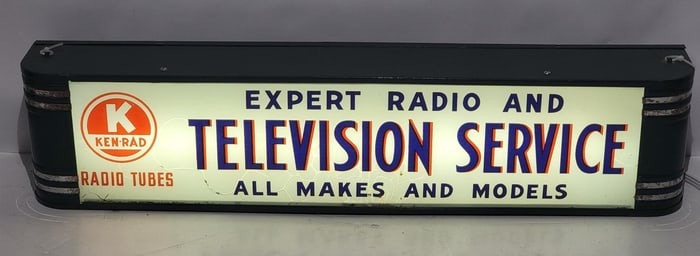 K
KEN-RAD
RADIO TUBES
EXPERT RADIO AND
TELEVISION SERVICE
ALL MAKES AND MODELS